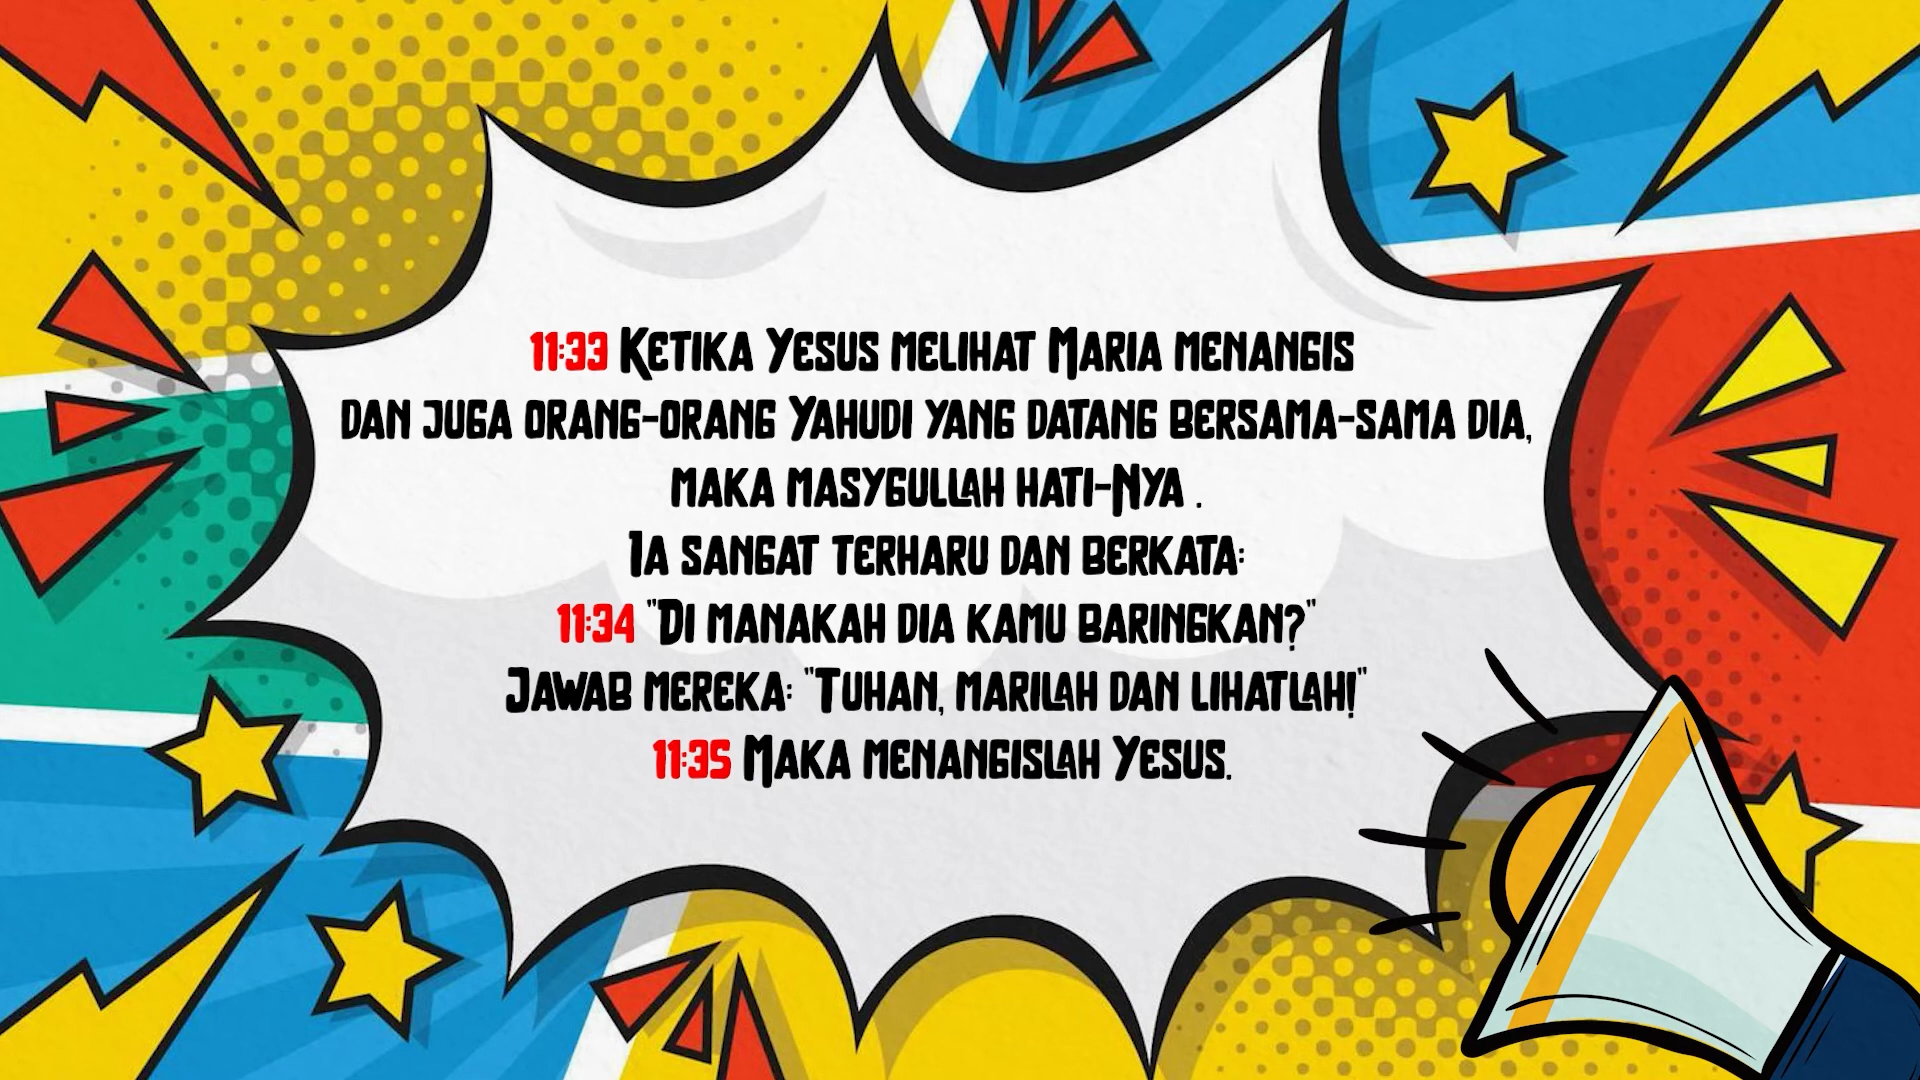 11:33 Ketika Yesus melihat Maria menangis
dan juga orang-orang Yahudi yang datang bersama-sama dia,
maka masygullah hati-Nya .
Ia sangat terharu dan berkata:
11:34 "Di manakah dia kamu baringkan?"
Jawab mereka: "Tuhan, marilah dan lihatlah!"
11:35 Maka menangislah Yesus.